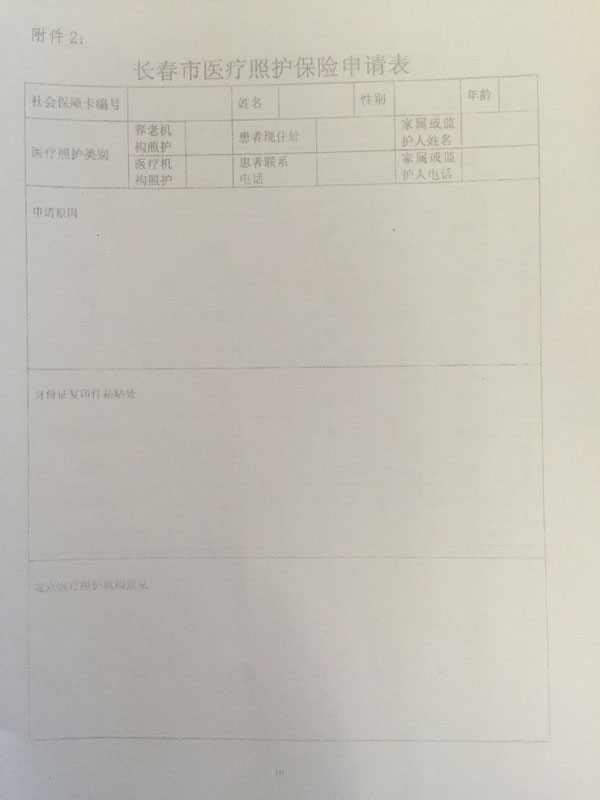 附件 2：
长春市医疗照护保险申请表
社会保障卡编号 姓名 性别 年龄
医疗照护类别
养老机
构照护
患者现住址
家属或监
护人姓名
医疗机
构照护
患者联系
电话
家属或监
护人电话
申请原因
身份证复印件粘贴处
定点医疗照护机构意见
10